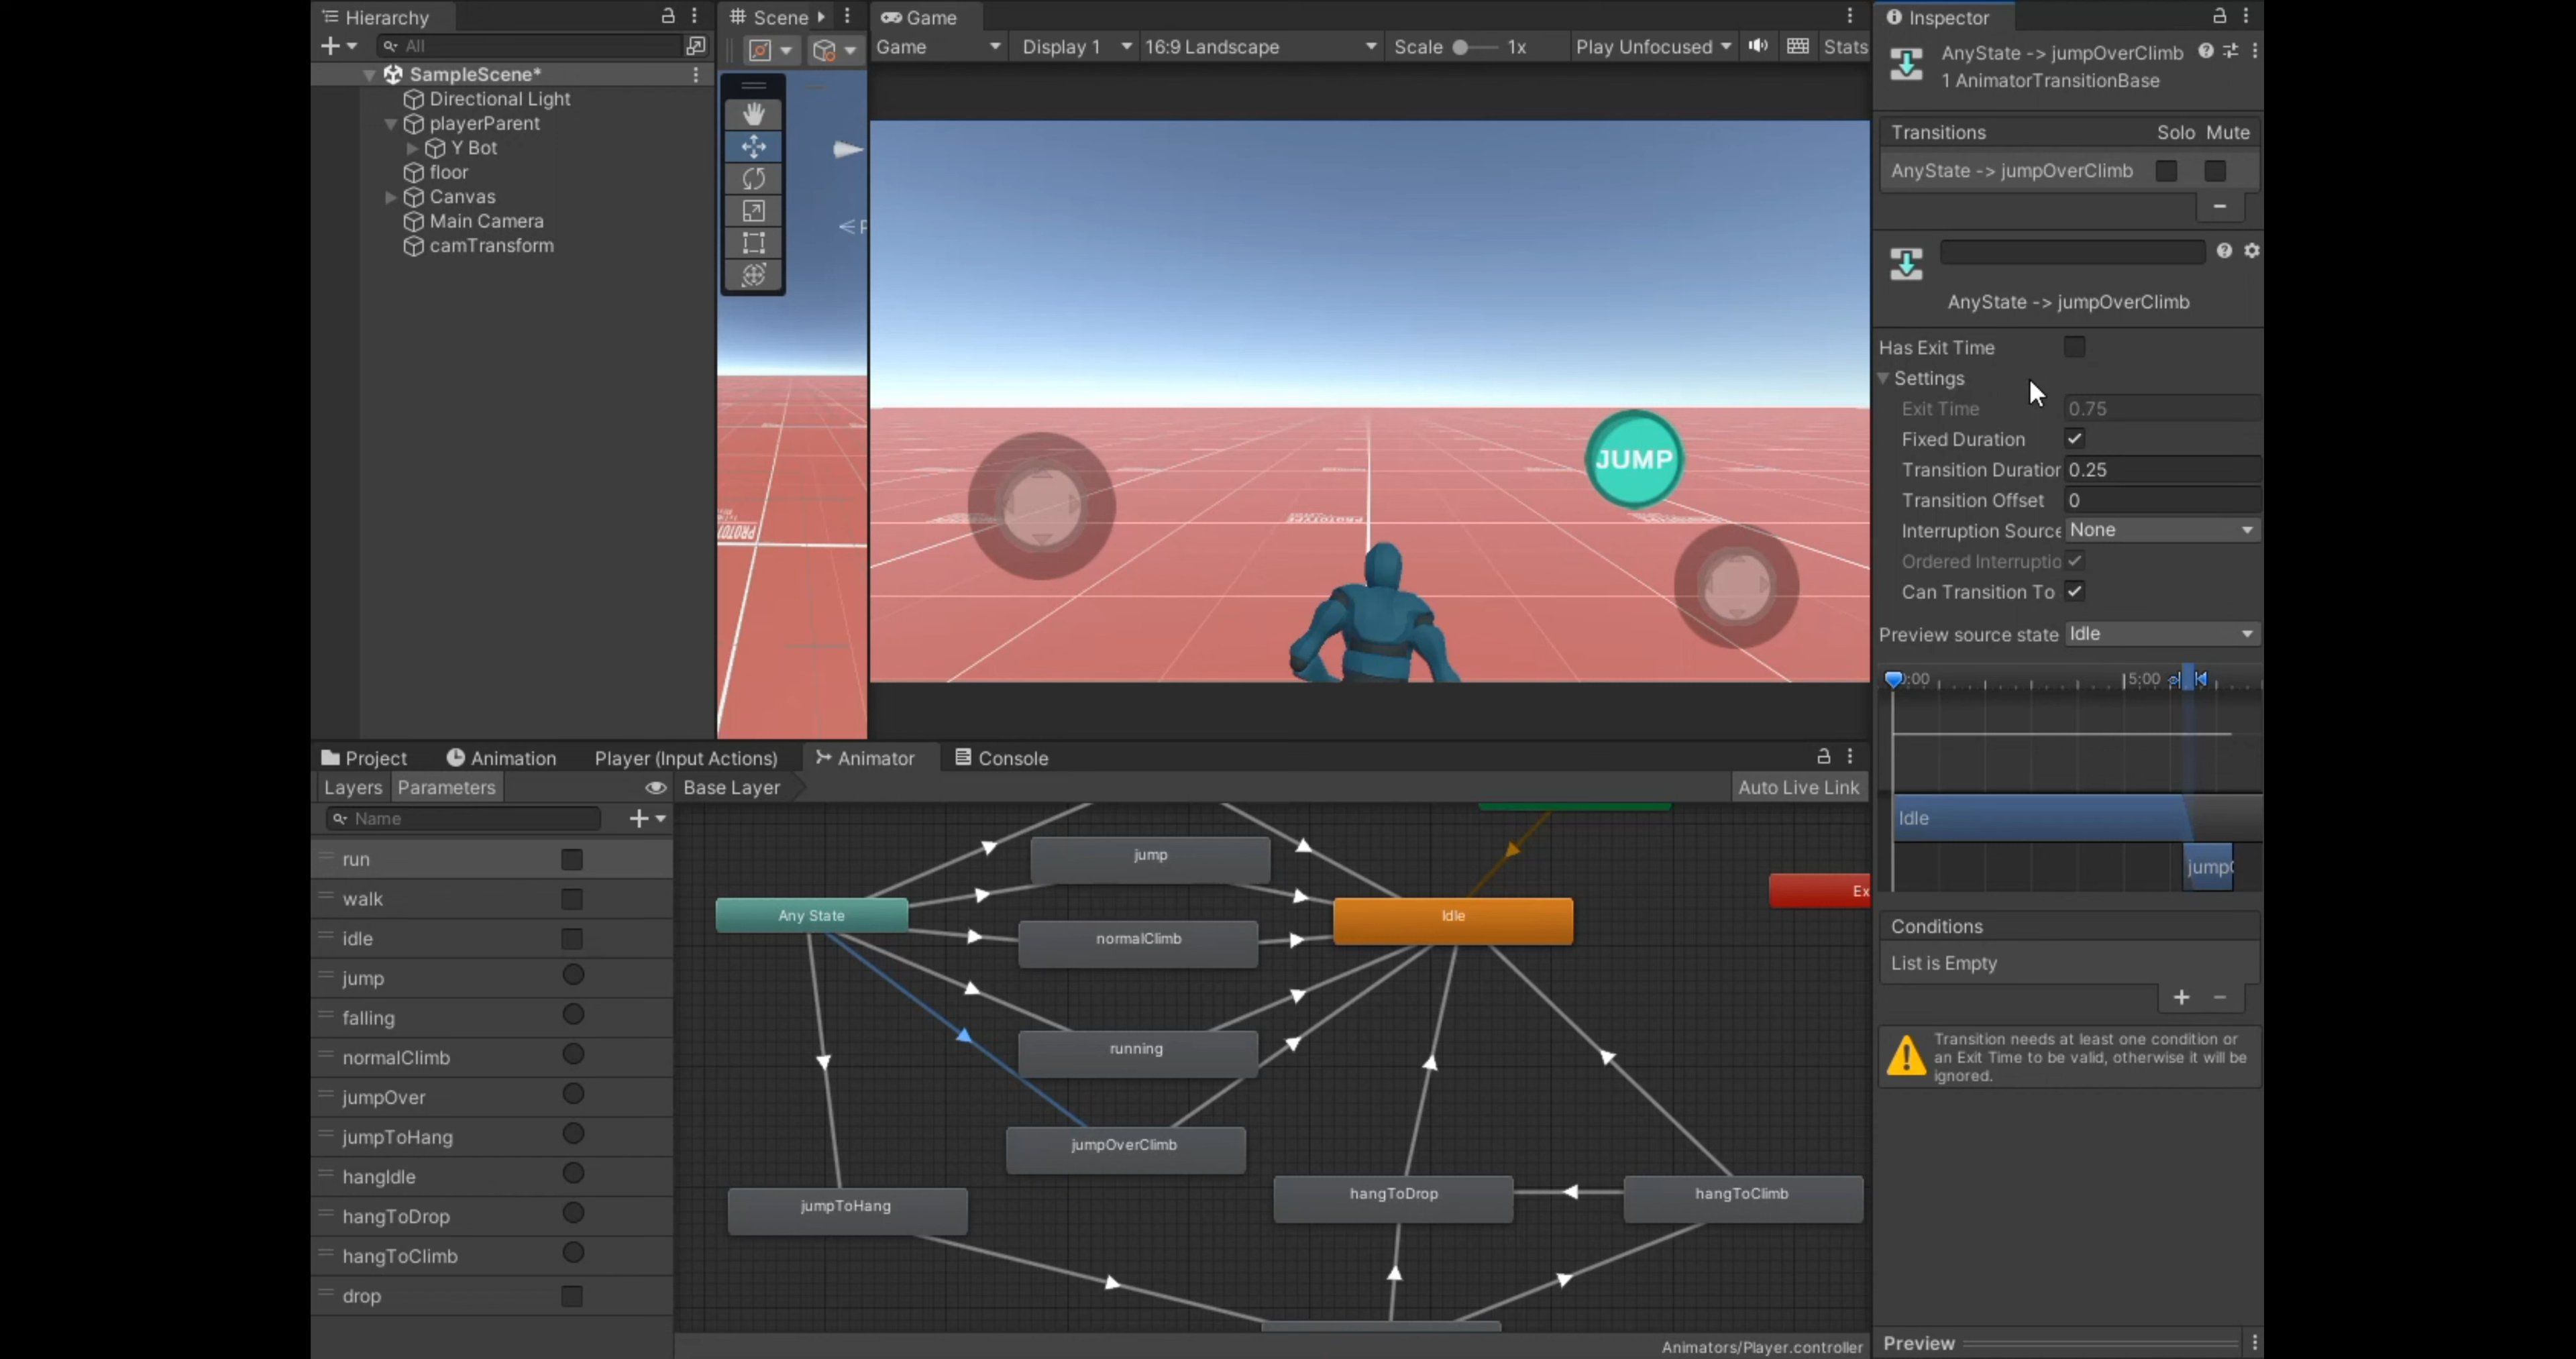 Hierarchy
All
SampleScene*
Directional Light
playerParent
Y Bot
floor
Canvas
Main Camera
camTransform
Scene
Game
Game
Display 1
16:9 Landscape
Scale
1x
Play Unfocused
Stats
PROTOTYPE
JUMP
Inspector
AnyState -> jumpOverClimb
1 AnimatorTransitionBase
Transitions
Solo
Mute
AnyState -> jumpOverClimb
AnyState -> jumpOverClimb
Has Exit Time
Settings
Exit Time
0.75
Fixed Duration
Transition Duration
0.25
Transition Offset
0
Interruption Source
None
Ordered Interruptio
Can Transition To
Preview source state
Idle
:00
5:00
Idle
jump
Conditions
List is Empty
Transition needs at least one condition or
an Exit Time to be valid, otherwise it will be
ignored.
Preview
Project
Animation
Player (Input Actions)
Animator
Console
Layers
Parameters
Base Layer
Auto Live Link
Name
run
walk
idle
jump
falling
normalClimb
jumpOver
jumpToHang
hangIdle
hangToDrop
hangToClimb
drop
jump
Any State
Idle
Ex
normalClimb
running
jumpOverClimb
jumpToHang
hangToDrop
hangToClimb
Animators/Player.controller